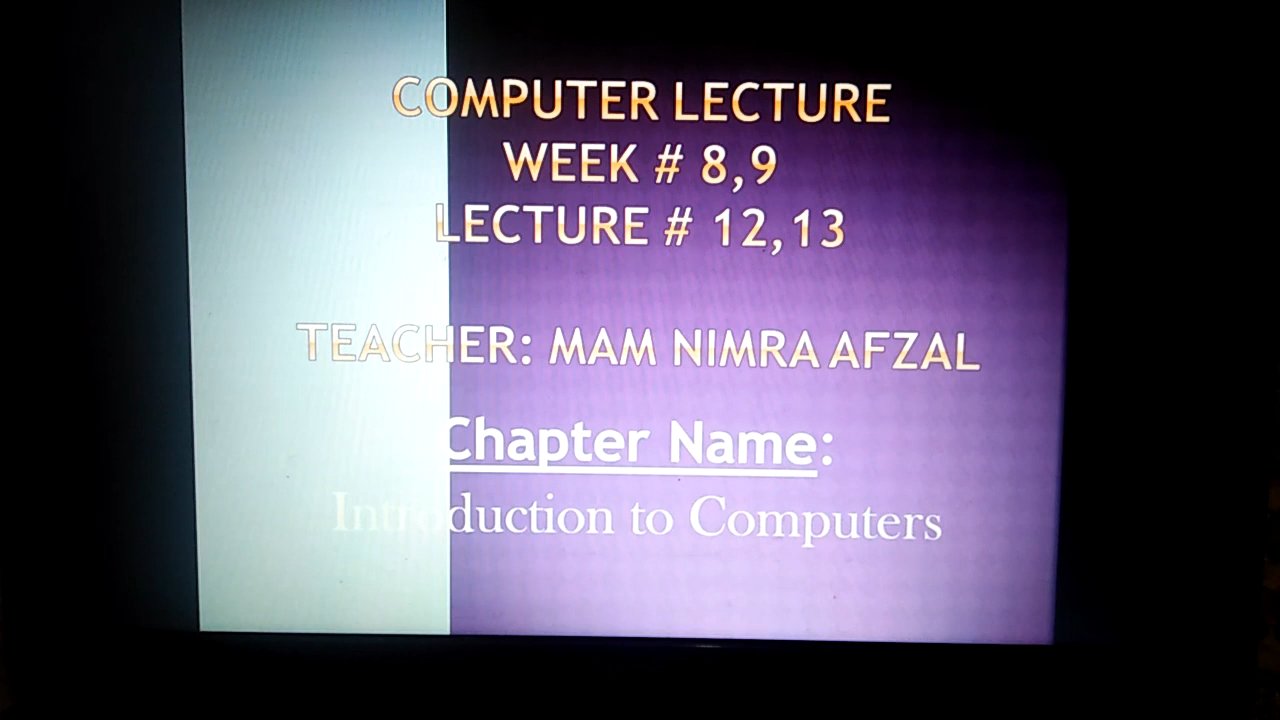 COMPUTER LECTURE
WEEK # 8,9
LECTURE # 12,13
TEACHER: MAM NIMRA AFZAL
Chapter Name:
Introduction to Computers